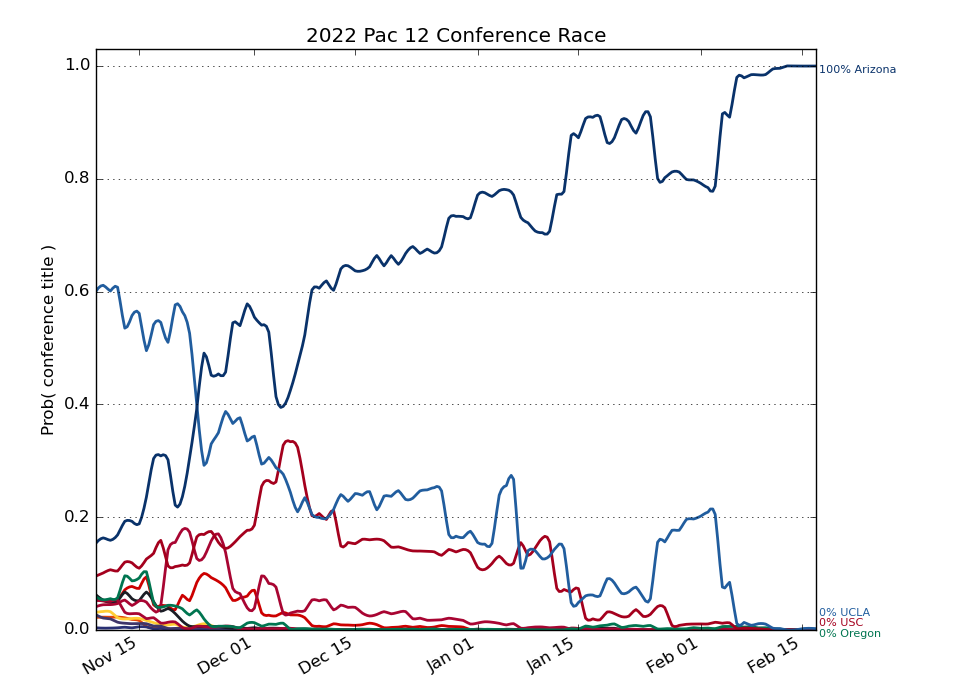 2022 Pac 12 Conference Race
Prob( conference title )
1.0
0.8
0.6
0.4
0.2
0.0
Nov 15
Dec 01
Dec 15
Jan 01
Jan 15
Feb 01
Feb 15
100% Arizona
0% UCLA
0% USC
0% Oregon